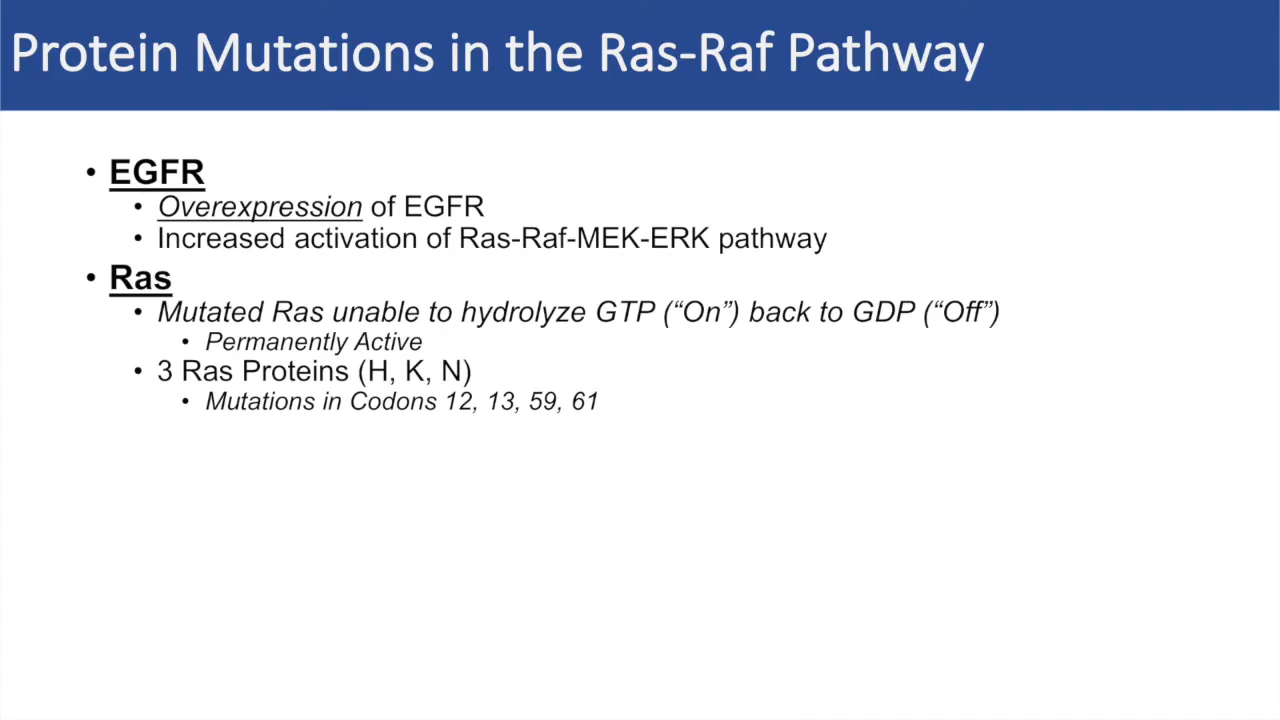 Protein Mutations in the Ras-Raf Pathway
• EGFR
• Overexpression of EGFR
• Increased activation of Ras-Raf-MEK-ERK pathway
• Ras
• Mutated Ras unable to hydrolyze GTP (“On”) back to GDP (“Off”)
• Permanently Active
• 3 Ras Proteins (H, K, N)
• Mutations in Codons 12, 13, 59, 61